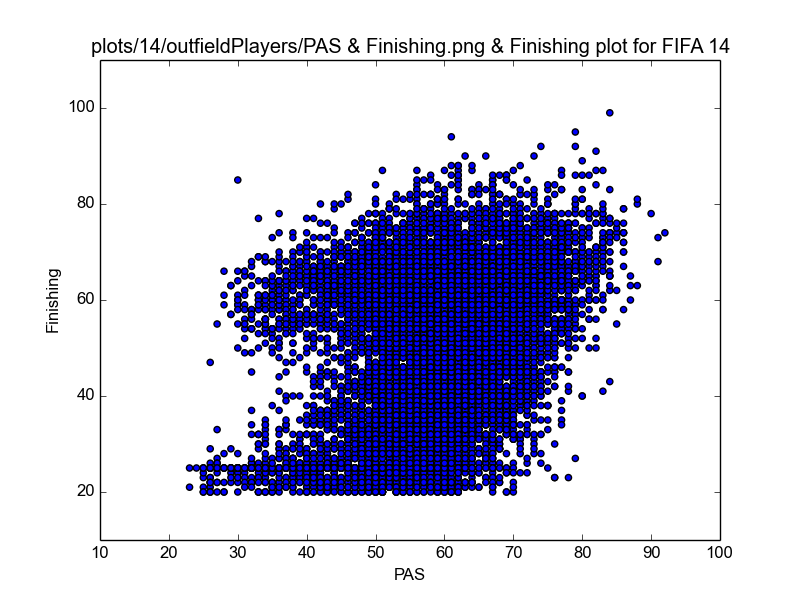 plots/14/outfieldPlayers/PAS & Finishing.png & Finishing plot for FIFA 14
100
80
60
40
20
Finishing
10 20 30 40 50 60 70 80 90 100
PAS